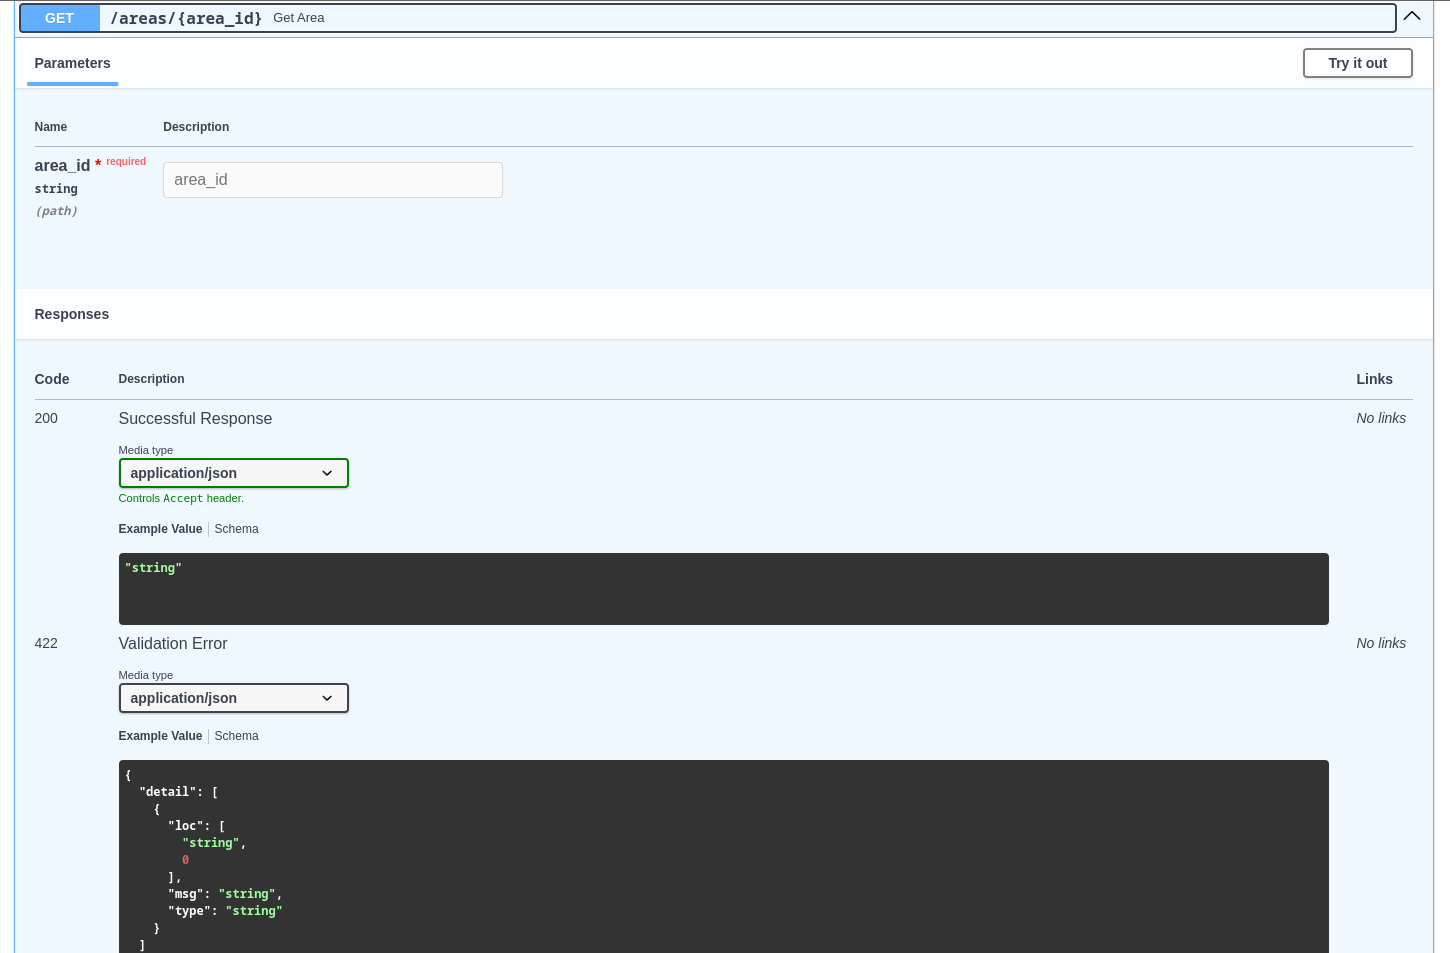 GET /areas/{area_id} Get Area
Parameters
Try it out
Name Description
area_id * required
string
(path)
area_id
Responses
Code Description Links
200 Successful Response No links
Media type
application/json
Controls Accept header.
Example Value Schema
"string"
422 Validation Error No links
Media type
application/json
Example Value Schema
{
  "detail": [
    {
      "loc": [
        "string",
        0
      ],
      "msg": "string",
      "type": "string"
    }
  ]